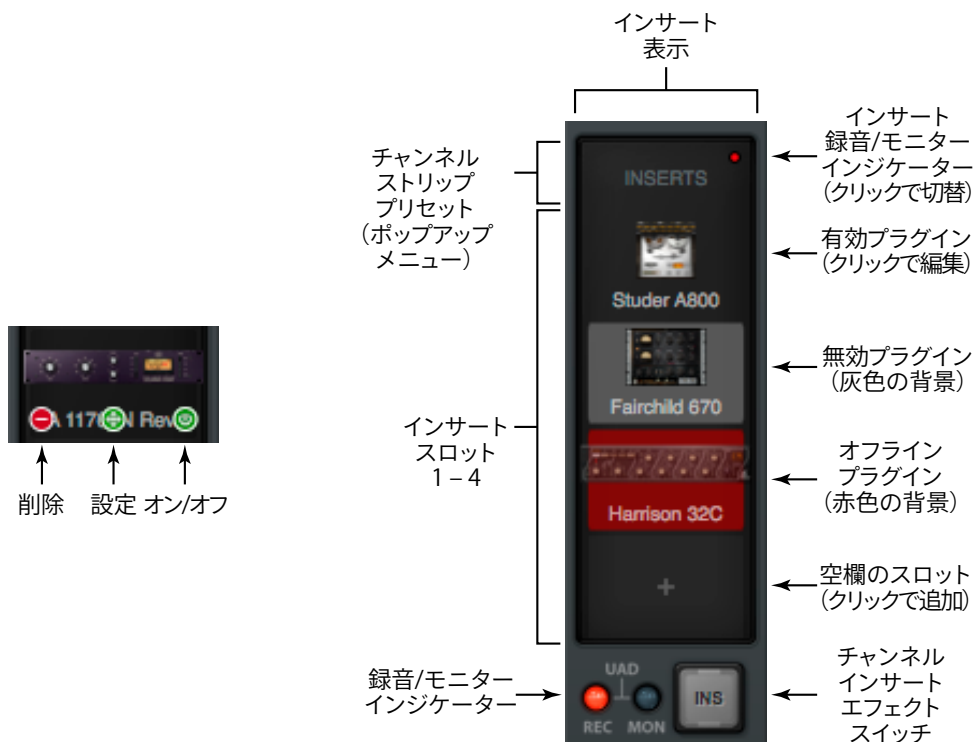 インサート
表示
チャンネル
ストリップ
プリセット
（ポップアップ
メニュー）
インサート
録音/モニター
インジケーター
（クリックで切替）
INSERTS
有効プラグイン
（クリックで編集）
Studer A800
無効プラグイン
（灰色の背景）
Fairchild 670
インサート
スロット
1 – 4
オフライン
プラグイン
（赤色の背景）
Harrison 32C
空欄のスロット
（クリックで追加）
+
録音/モニター
インジケーター
UAD
REC MON
INS
チャンネル
インサート
エフェクト
スイッチ
A 117 N Rev
削除 設定 オン/オフ